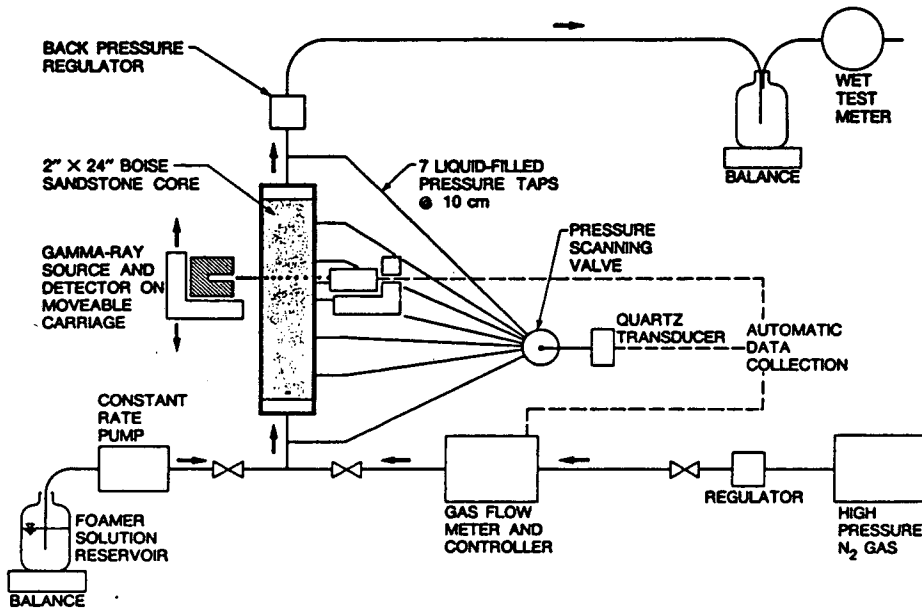 BACK PRESSURE
REGULATOR
WET
TEST
METER
BALANCE
2" X 24" BOISE
SANDSTONE CORE
7 LIQUID-FILLED
PRESSURE TAPS
@ 10 cm
PRESSURE
SCANNING
VALVE
GAMMA-RAY
SOURCE AND
DETECTOR ON
MOVEABLE
CARRIAGE
QUARTZ
TRANSDUCER
AUTOMATIC
DATA
COLLECTION
CONSTANT
RATE
PUMP
FOAMER
SOLUTION
RESERVOIR
BALANCE
GAS FLOW
METER AND
CONTROLLER
REGULATOR
HIGH
PRESSURE
N2 GAS